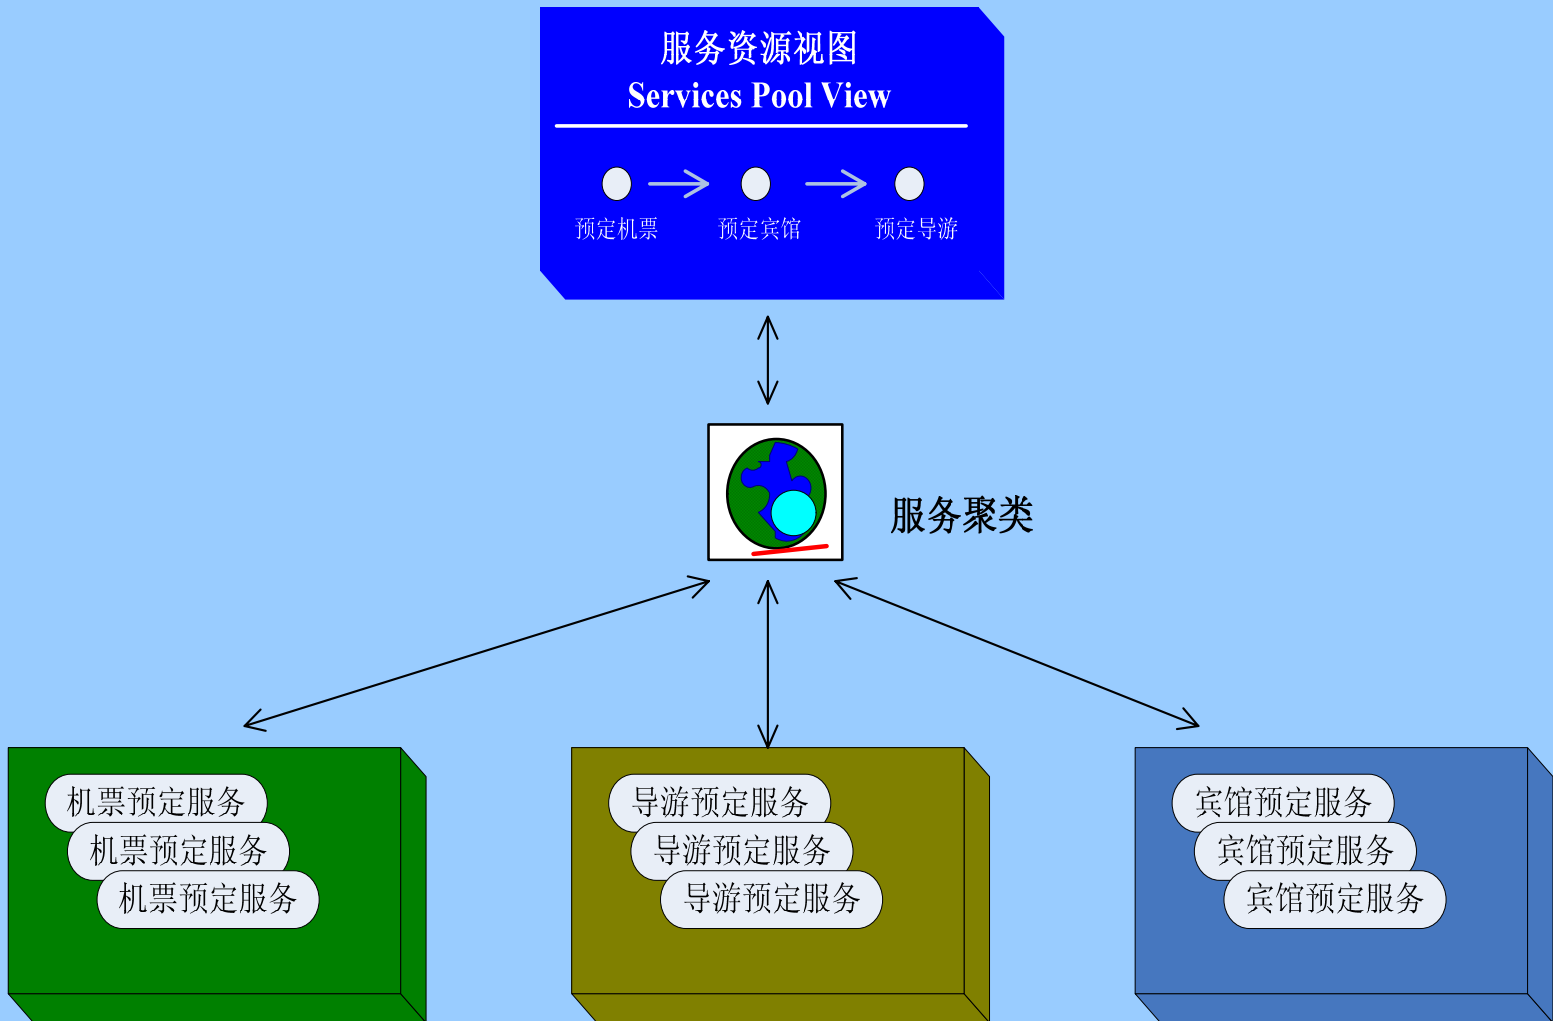 服务资源视图
Services Pool View
预定机票
预定宾馆
预定导游
服务聚类
机票预定服务
机票预定服务
机票预定服务
导游预定服务
导游预定服务
导游预定服务
宾馆预定服务
宾馆预定服务
宾馆预定服务